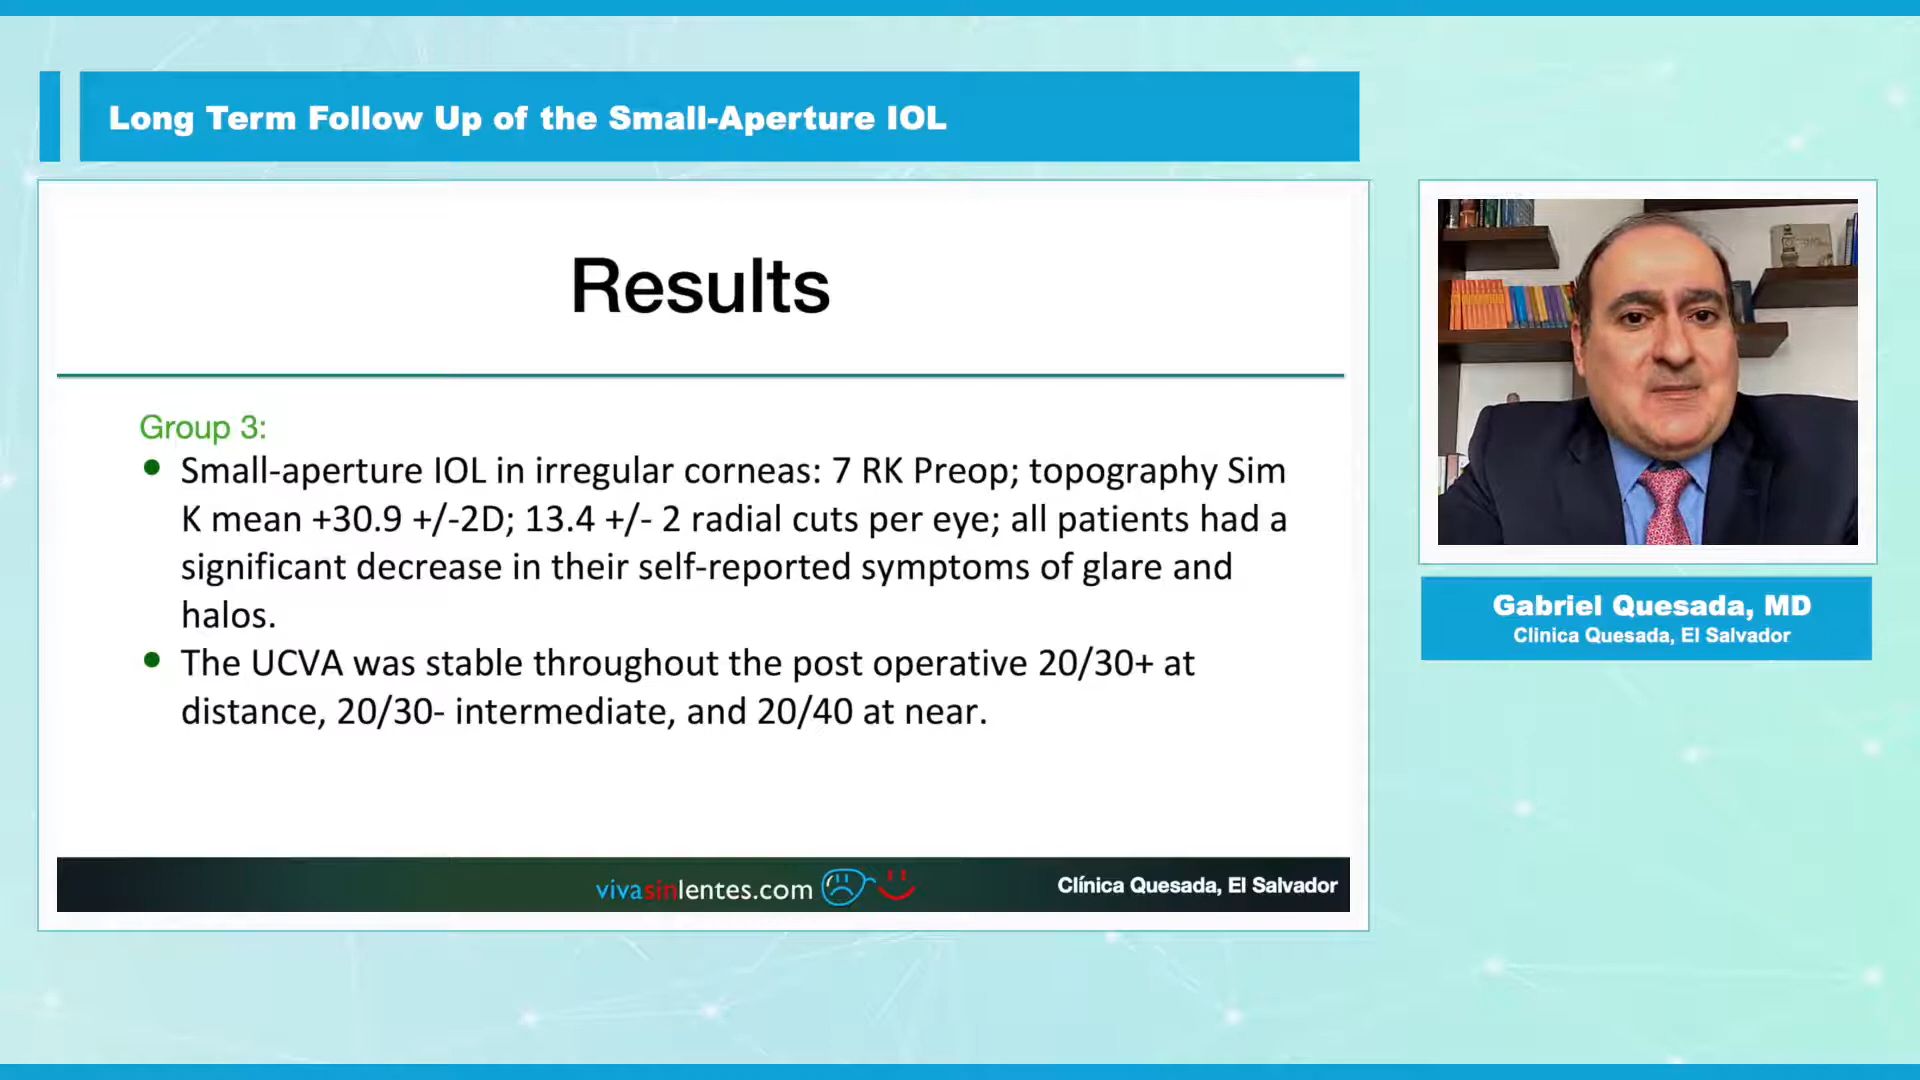 Long Term Follow Up of the Small-Aperture IOL
Results
Group 3:
• Small-aperture IOL in irregular corneas: 7 RK Preop; topography Sim
K mean +30.9 +/-2D; 13.4 +/- 2 radial cuts per eye; all patients had a
significant decrease in their self-reported symptoms of glare and
halos.
• The UCVA was stable throughout the post operative 20/30+ at
distance, 20/30- intermediate, and 20/40 at near.
vivasinlentes.com
Clínica Quesada, El Salvador
Gabriel Quesada, MD
Clinica Quesada, El Salvador